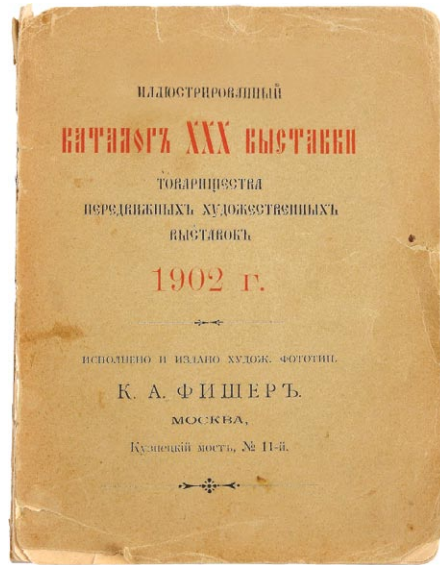 ИЛЛЮСТРИРОВАННЫЙ
КАТАЛОГЪ XXX ВЫСТАВКИ
ТОВАРИЩЕСТВА
ПЕРЕДВИЖНЫХЪ ХУДОЖЕСТВЕННЫХЪ
ВЫСТАВОКЪ
1902 г.
ИСПОЛНЕНО И ИЗДАНО ХУДОЖ. ФОТОТИП.
К. А. ФИШЕРЪ.
МОСКВА,
Кузнецкій мостъ, № 11-й.